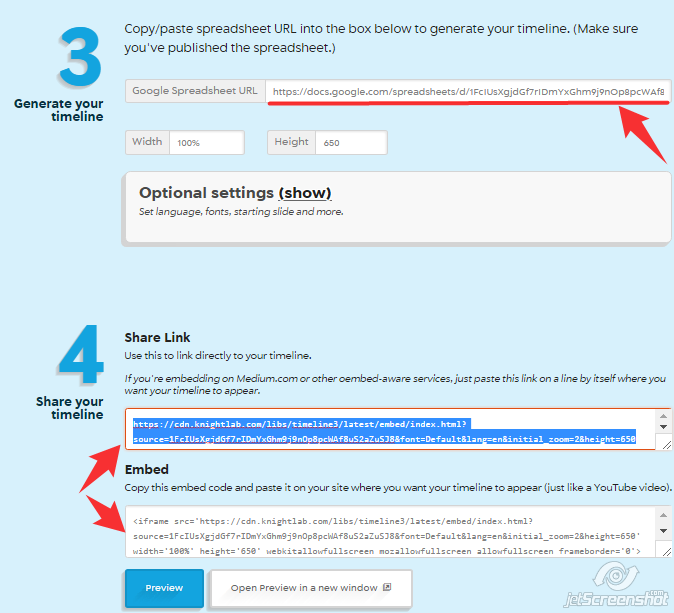 3
Generate your
timeline
Copy/paste spreadsheet URL into the box below to generate your timeline. (Make sure
you've published the spreadsheet.)
Google Spreadsheet URL https://docs.google.com/spreadsheets/d/1FcIUsXgjdGf7rIDmYxGhm9j9nOp8pcWAf8
Width 100% Height 650
Optional settings (show)
Set language, fonts, starting slide and more.
4
Share your
timeline
Share Link
Use this to link directly to your timeline.
If you're embedding on Medium.com or other oembed-aware services, just paste this link on a line by itself where you
want your timeline to appear.
https://cdn.knightlab.com/libs/timeline3/latest/embed/index.html?
source=1FcIUsXgjdGf7rIDmYxGhm9j9nOp8pcWAf8uS2aZuSJ8&font=Default&lang=en&initial_zoom=2&height=650
Embed
Copy this embed code and paste it on your site where you want your timeline to appear (just like a YouTube video).
<iframe src='https://cdn.knightlab.com/libs/timeline3/latest/embed/index.html?
source=1FcIUsXgjdGf7rIDmYxGhm9j9nOp8pcWAf8uS2aZuSJ8&font=Default&lang=en&initial_zoom=2&height=650'
width='100%' height='650' webkitallowfullscreen mozallowfullscreen allowfullscreen frameborder='0'>
Preview Open Preview in a new window
jetScreenshot.com